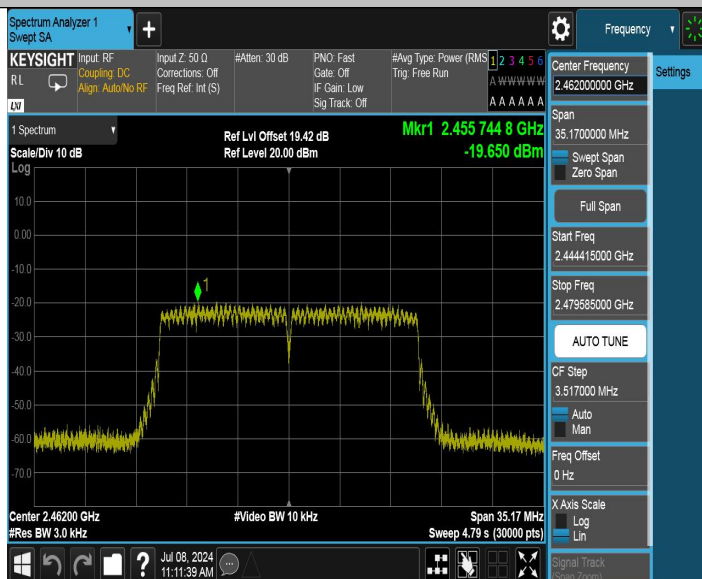 Spectrum Analyzer 1
Swept SA
+
Frequency
KEYSIGHT
RL
LXI
Input: RF
Coupling: DC
Align: Auto/No RF
Input Z: 50 Ω
Corrections: Off
Freq Ref: Int (S)
#Atten: 30 dB
PNO: Fast
Gate: Off
IF Gain: Low
Sig Track: Off
#Avg Type: Power (RMS
Trig: Free Run
1 2 3 4 5 6
A W W W W W
A A A A A A
Center Frequency
2.462000000 GHz
Settings
Span
35.1700000 MHz
Swept Span
Zero Span
Full Span
Start Freq
2.444415000 GHz
Stop Freq
2.479585000 GHz
AUTO TUNE
CF Step
3.517000 MHz
Auto
Man
Freq Offset
0 Hz
X Axis Scale
Log
Lin
Signal Track
(Span Zoom)
1 Spectrum
Scale/Div 10 dB
Log
Ref Lvl Offset 19.42 dB
Ref Level 20.00 dBm
Mkr1 2.455 744 8 GHz
-19.650 dBm
10.0
0.00
-10.0
-20.0
-30.0
-40.0
-50.0
-60.0
-70.0
1
Center 2.46200 GHz
#Res BW 3.0 kHz
#Video BW 10 kHz
Span 35.17 MHz
Sweep 4.79 s (30000 pts)
?
Jul 08, 2024
11:11:39 AM